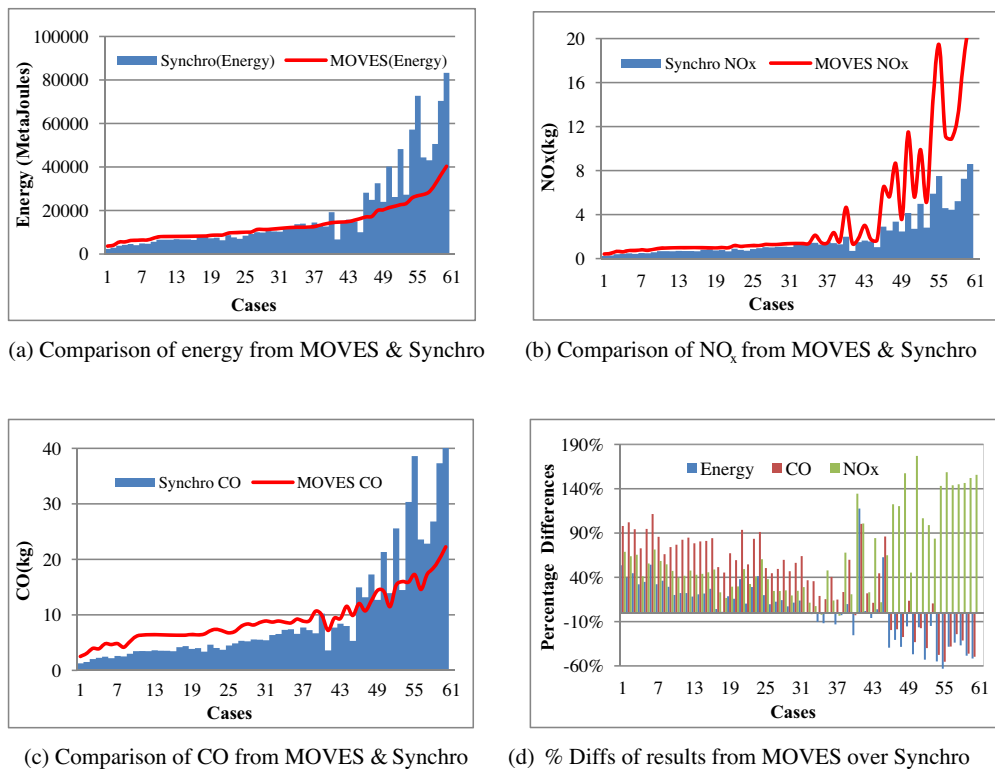 100000
80000
60000
40000
20000
0
Energy (MetaJoules)
Synchro(Energy) MOVES(Energy)
1 7 13 19 25 31 37 43 49 55 61
Cases
(a) Comparison of energy from MOVES & Synchro
20
16
12
8
4
0
NOx(kg)
Synchro NOx MOVES NOx
1 7 13 19 25 31 37 43 49 55 61
Cases
(b) Comparison of NOx from MOVES & Synchro
40
30
20
10
0
CO(kg)
Synchro CO MOVES CO
1 7 13 19 25 31 37 43 49 55 61
Cases
(c) Comparison of CO from MOVES & Synchro
190%
140%
90%
40%
-10%
-60%
Percentage Differences
Energy CO NOx
1 7 13 19 25 31 37 43 49 55 61
Cases
(d) % Diffs of results from MOVES over Synchro